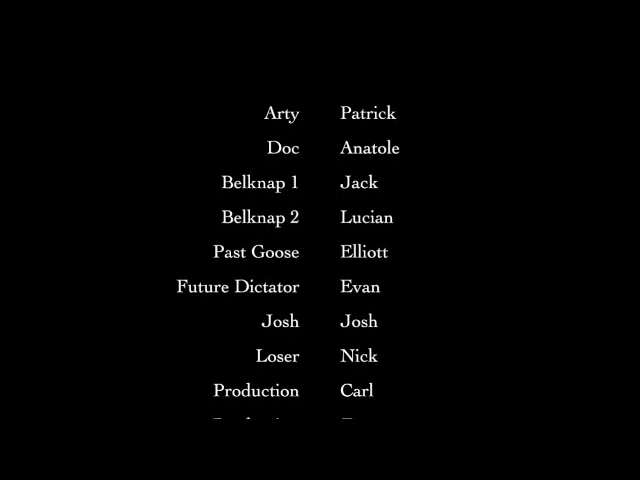 Arty Patrick
Doc Anatole
Belknap 1 Jack
Belknap 2 Lucian
Past Goose Elliott
Future Dictator Evan
Josh Josh
Loser Nick
Production Carl